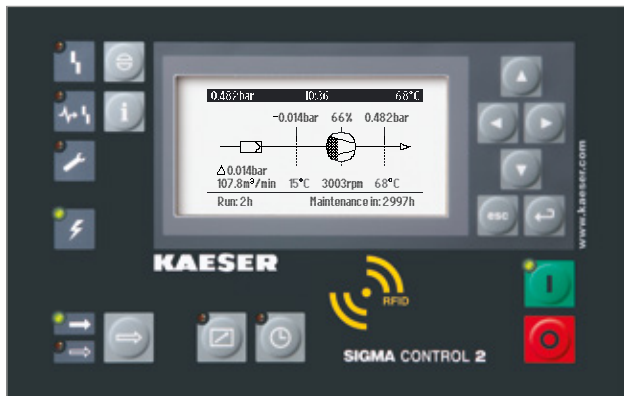 0.482bar 10:36 68°C
-0.014bar 66% 0.482bar
△0.014bar
107.8m³/min 15°C 3003rpm 68°C
Run: 2h Maintenance in: 2997h
esc
www.kaeser.com
KAESER
RFID
SIGMA CONTROL 2